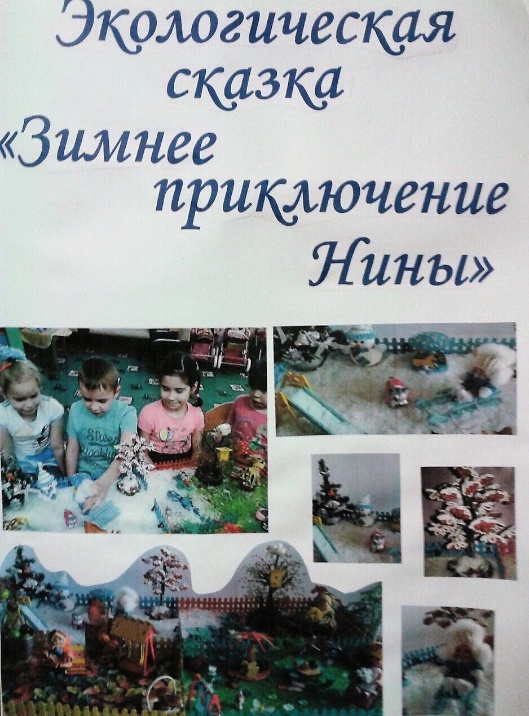 Экологическая
сказка
«Зимнее
приключение
Нины»